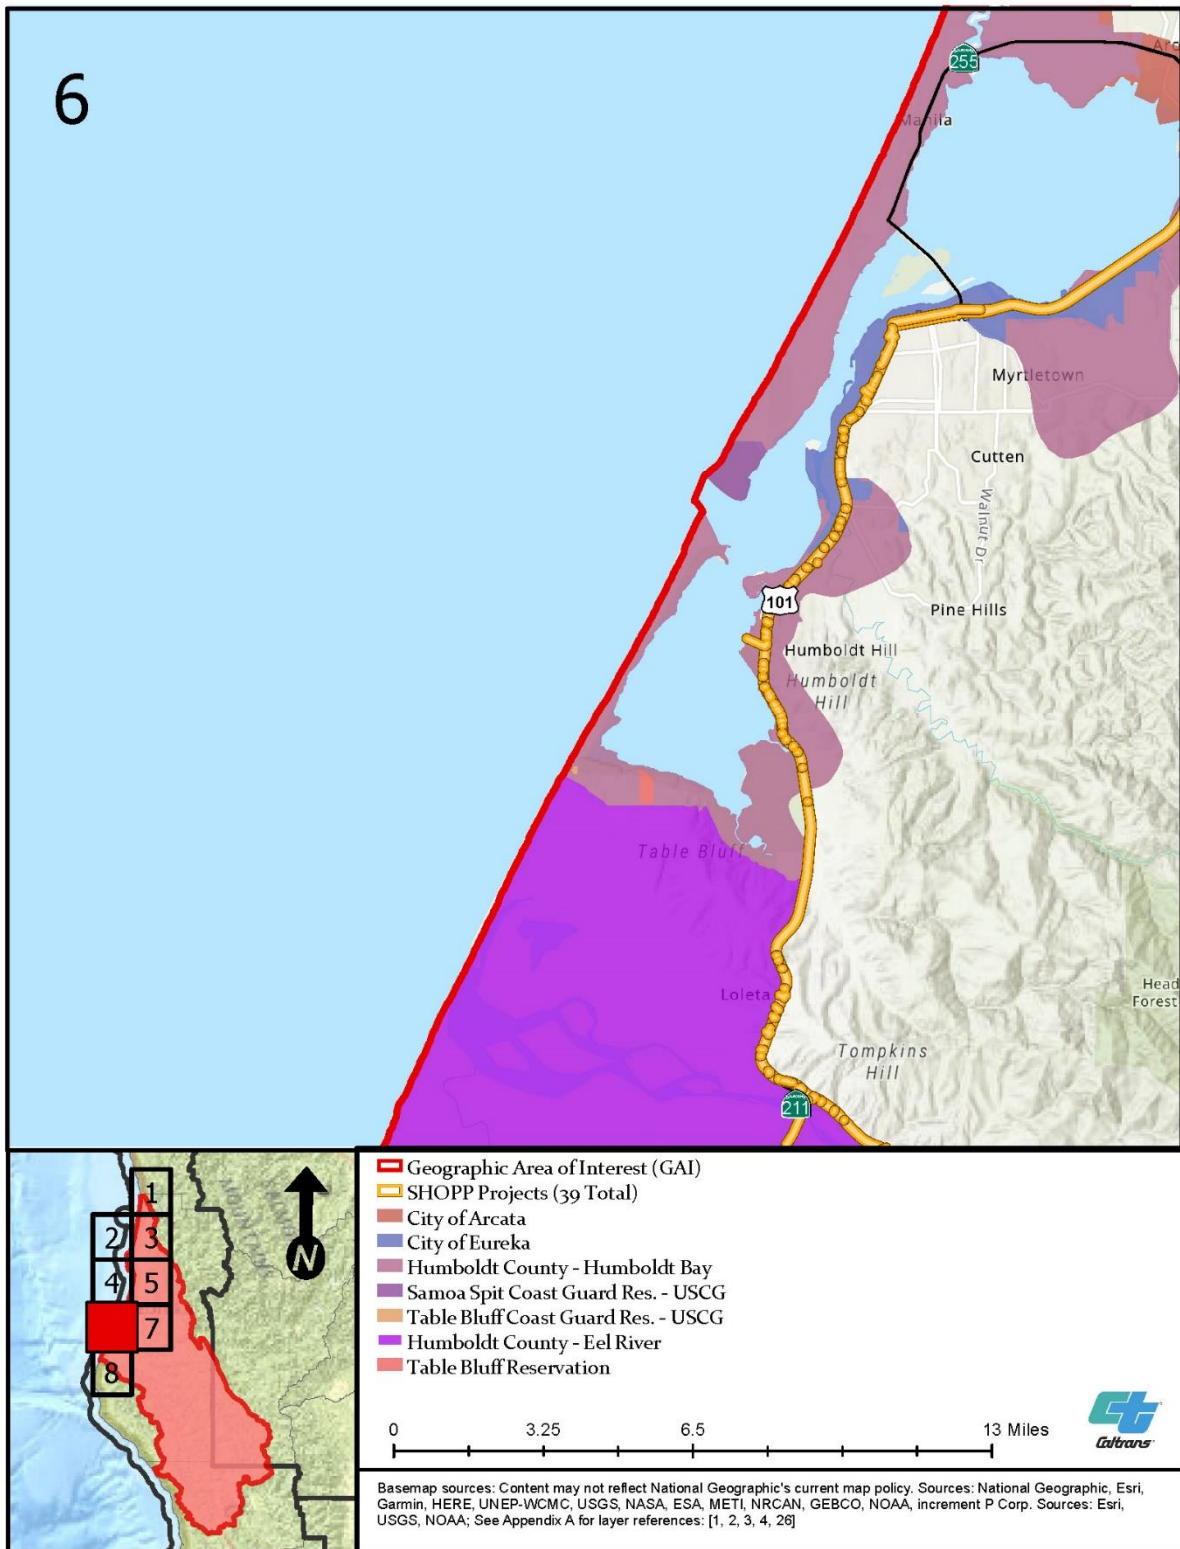 6
255
Manila
Myrtletown
Cutten
Walnut Dr
101
Pine Hills
Humboldt Hill
Humboldt
Hill
Table Bluff
Loleta
Head
Forest
Tompkins
Hill
211
1
2
3
4
5
7
8
N
Geographic Area of Interest (GAI)
SHOPP Projects (39 Total)
City of Arcata
City of Eureka
Humboldt County - Humboldt Bay
Samoa Spit Coast Guard Res. - USCG
Table Bluff Coast Guard Res. - USCG
Humboldt County - Eel River
Table Bluff Reservation
0 3.25 6.5 13 Miles
Ct
Caltrans
Basemap sources: Content may not reflect National Geographic's current map policy. Sources: National Geographic, Esri,
Garmin, HERE, UNEP-WCMC, USGS, NASA, ESA, METI, NRCAN, GEBCO, NOAA, increment P Corp. Sources: Esri,
USGS, NOAA; See Appendix A for layer references: [1, 2, 3, 4, 26]